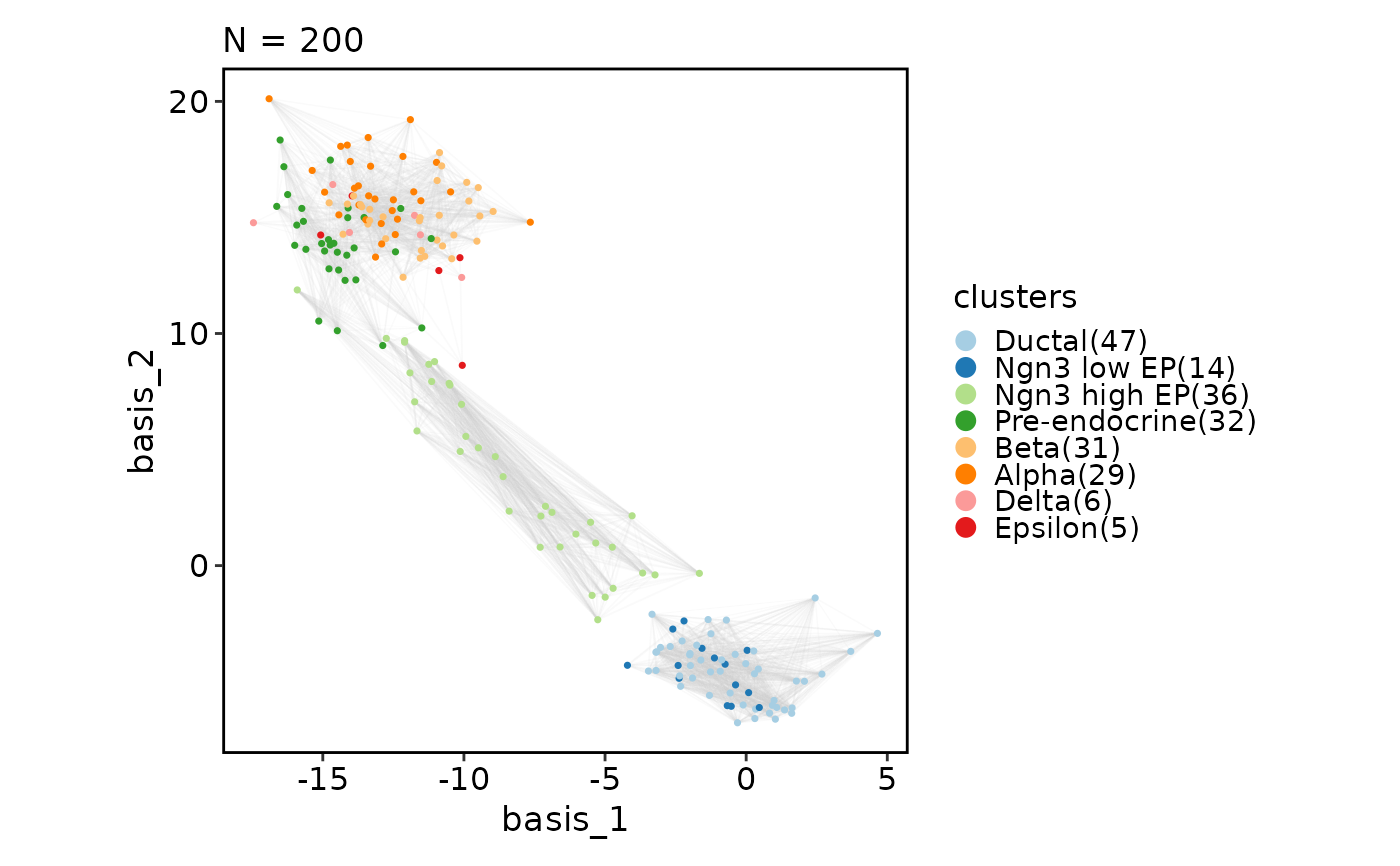 N = 200
20
10
0
basis_2
-15
-10
-5
0
5
basis_1
clusters
Ductal(47)
Ngn3 low EP(14)
Ngn3 high EP(36)
Pre-endocrine(32)
Beta(31)
Alpha(29)
Delta(6)
Epsilon(5)